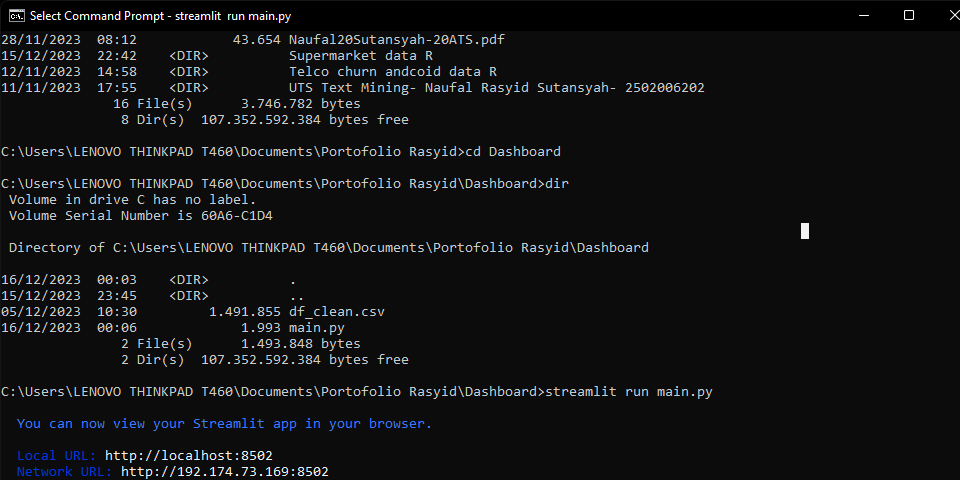 Select Command Prompt - streamlit  run main.py
28/11/2023  08:12            43.654 Naufal20Sutansyah-20ATS.pdf
15/12/2023  22:42    <DIR>          Supermarket data R
12/11/2023  14:58    <DIR>          Telco churn andcoid data R
11/11/2023  17:55    <DIR>          UTS Text Mining- Naufal Rasyid Sutansyah- 2502006202
              16 File(s)      3.746.782 bytes
               8 Dir(s)  107.352.592.384 bytes free
C:\Users\LENOVO THINKPAD T460\Documents\Portofolio Rasyid>cd Dashboard
C:\Users\LENOVO THINKPAD T460\Documents\Portofolio Rasyid\Dashboard>dir
 Volume in drive C has no label.
 Volume Serial Number is 60A6-C1D4
 Directory of C:\Users\LENOVO THINKPAD T460\Documents\Portofolio Rasyid\Dashboard
16/12/2023  00:03    <DIR>          .
15/12/2023  23:45    <DIR>          ..
05/12/2023  10:30         1.491.855 df_clean.csv
16/12/2023  00:06             1.993 main.py
               2 File(s)      1.493.848 bytes
               2 Dir(s)  107.352.592.384 bytes free
C:\Users\LENOVO THINKPAD T460\Documents\Portofolio Rasyid\Dashboard>streamlit run main.py
  You can now view your Streamlit app in your browser.
  Local URL: http://localhost:8502
  Network URL: http://192.174.73.169:8502